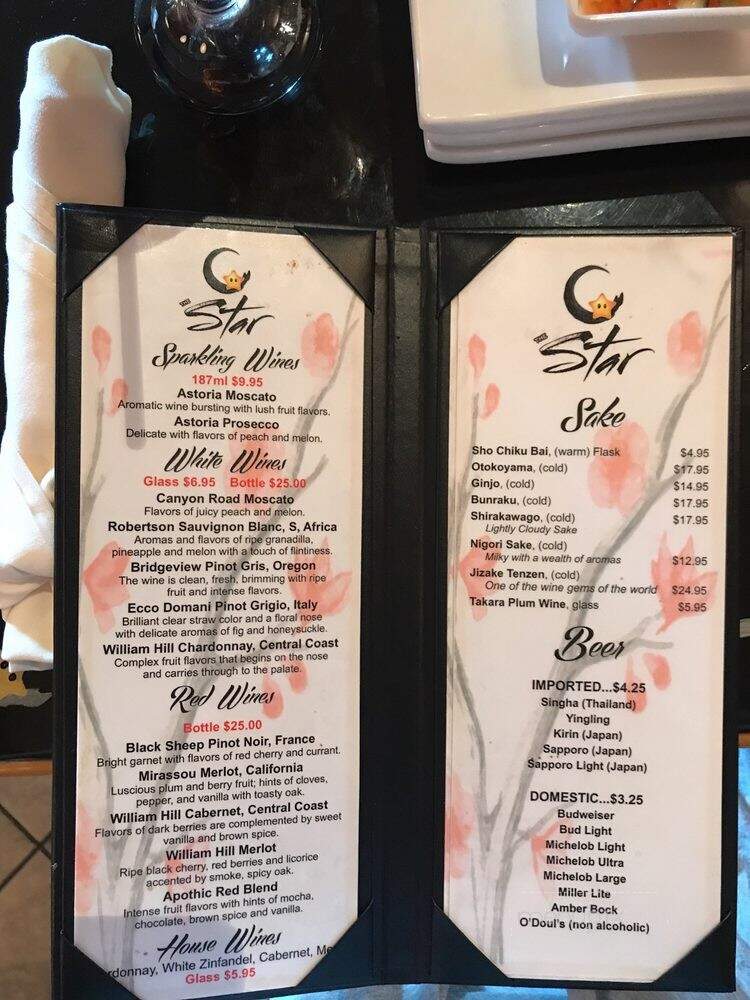 THE
Star
Sparkling Wines
187ml $9.95
Astoria Moscato
Aromatic wine bursting with lush fruit flavors.
Astoria Prosecco
Delicate with flavors of peach and melon.
White Wines
Glass $6.95 Bottle $25.00
Canyon Road Moscato
Flavors of juicy peach and melon.
Robertson Sauvignon Blanc, S, Africa
Aromas and flavors of ripe granadilla,
pineapple and melon with a touch of flintiness.
Bridgeview Pinot Gris, Oregon
The wine is clean, fresh, brimming with ripe
fruit and intense flavors.
Ecco Domani Pinot Grigio, Italy
Brilliant clear straw color and a floral nose
with delicate aromas of fig and honeysuckle.
William Hill Chardonnay, Central Coast
Complex fruit flavors that begins on the nose
and carries through to the palate.
Red Wines
Bottle $25.00
Black Sheep Pinot Noir, France
Bright garnet with flavors of red cherry and currant.
Mirassou Merlot, California
Luscious plum and berry fruit; hints of cloves,
pepper, and vanilla with toasty oak.
William Hill Cabernet, Central Coast
Flavors of dark berries are complemented by sweet
vanilla and brown spice.
William Hill Merlot
Ripe black cherry, red berries and licorice
accented by smoke, spicy oak.
Apothic Red Blend
Intense fruit flavors with hints of mocha,
chocolate, brown spice and vanilla.
House Wines
rdonnay, White Zinfandel, Cabernet, Me
Glass $5.95
THE
Star
Sake
Sho Chiku Bai, (warm) Flask $4.95
Otokoyama, (cold) $17.95
Ginjo, (cold) $14.95
Bunraku, (cold) $17.95
Shirakawago, (cold) $17.95
Lightly Cloudy Sake
Nigori Sake, (cold)
Milky with a wealth of aromas $12.95
Jizake Tenzen, (cold)
One of the wine gems of the world $24.95
Takara Plum Wine, glass $5.95
Beer
IMPORTED...$4.25
Singha (Thailand)
Yingling
Kirin (Japan)
Sapporo (Japan)
Sapporo Light (Japan)
DOMESTIC...$3.25
Budweiser
Bud Light
Michelob Light
Michelob Ultra
Michelob Large
Miller Lite
Amber Bock
O'Doul's (non alcoholic)